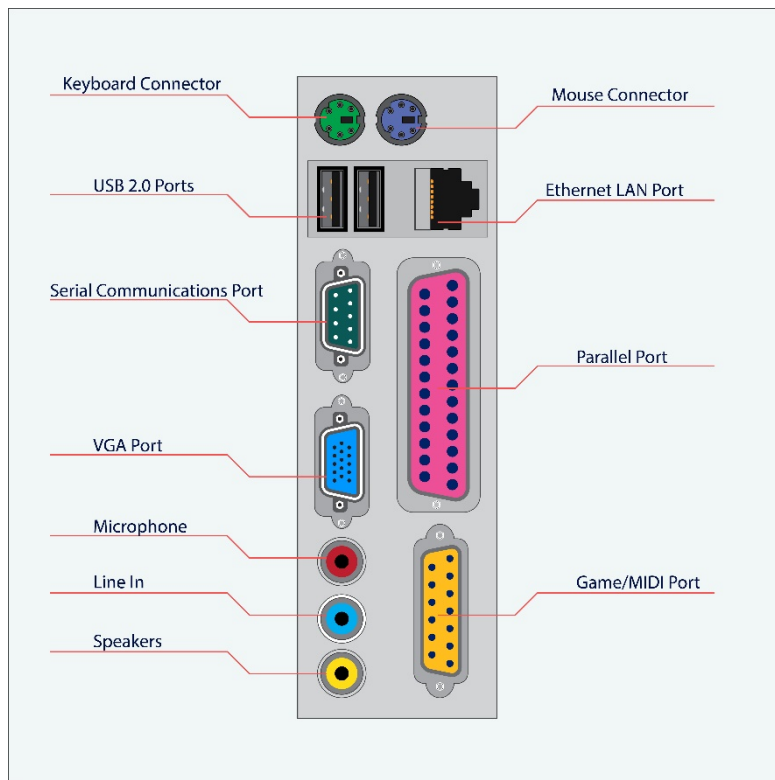 Keyboard Connector
Mouse Connector
USB 2.0 Ports
Ethernet LAN Port
Serial Communications Port
Parallel Port
VGA Port
Microphone
Line In
Game/MIDI Port
Speakers